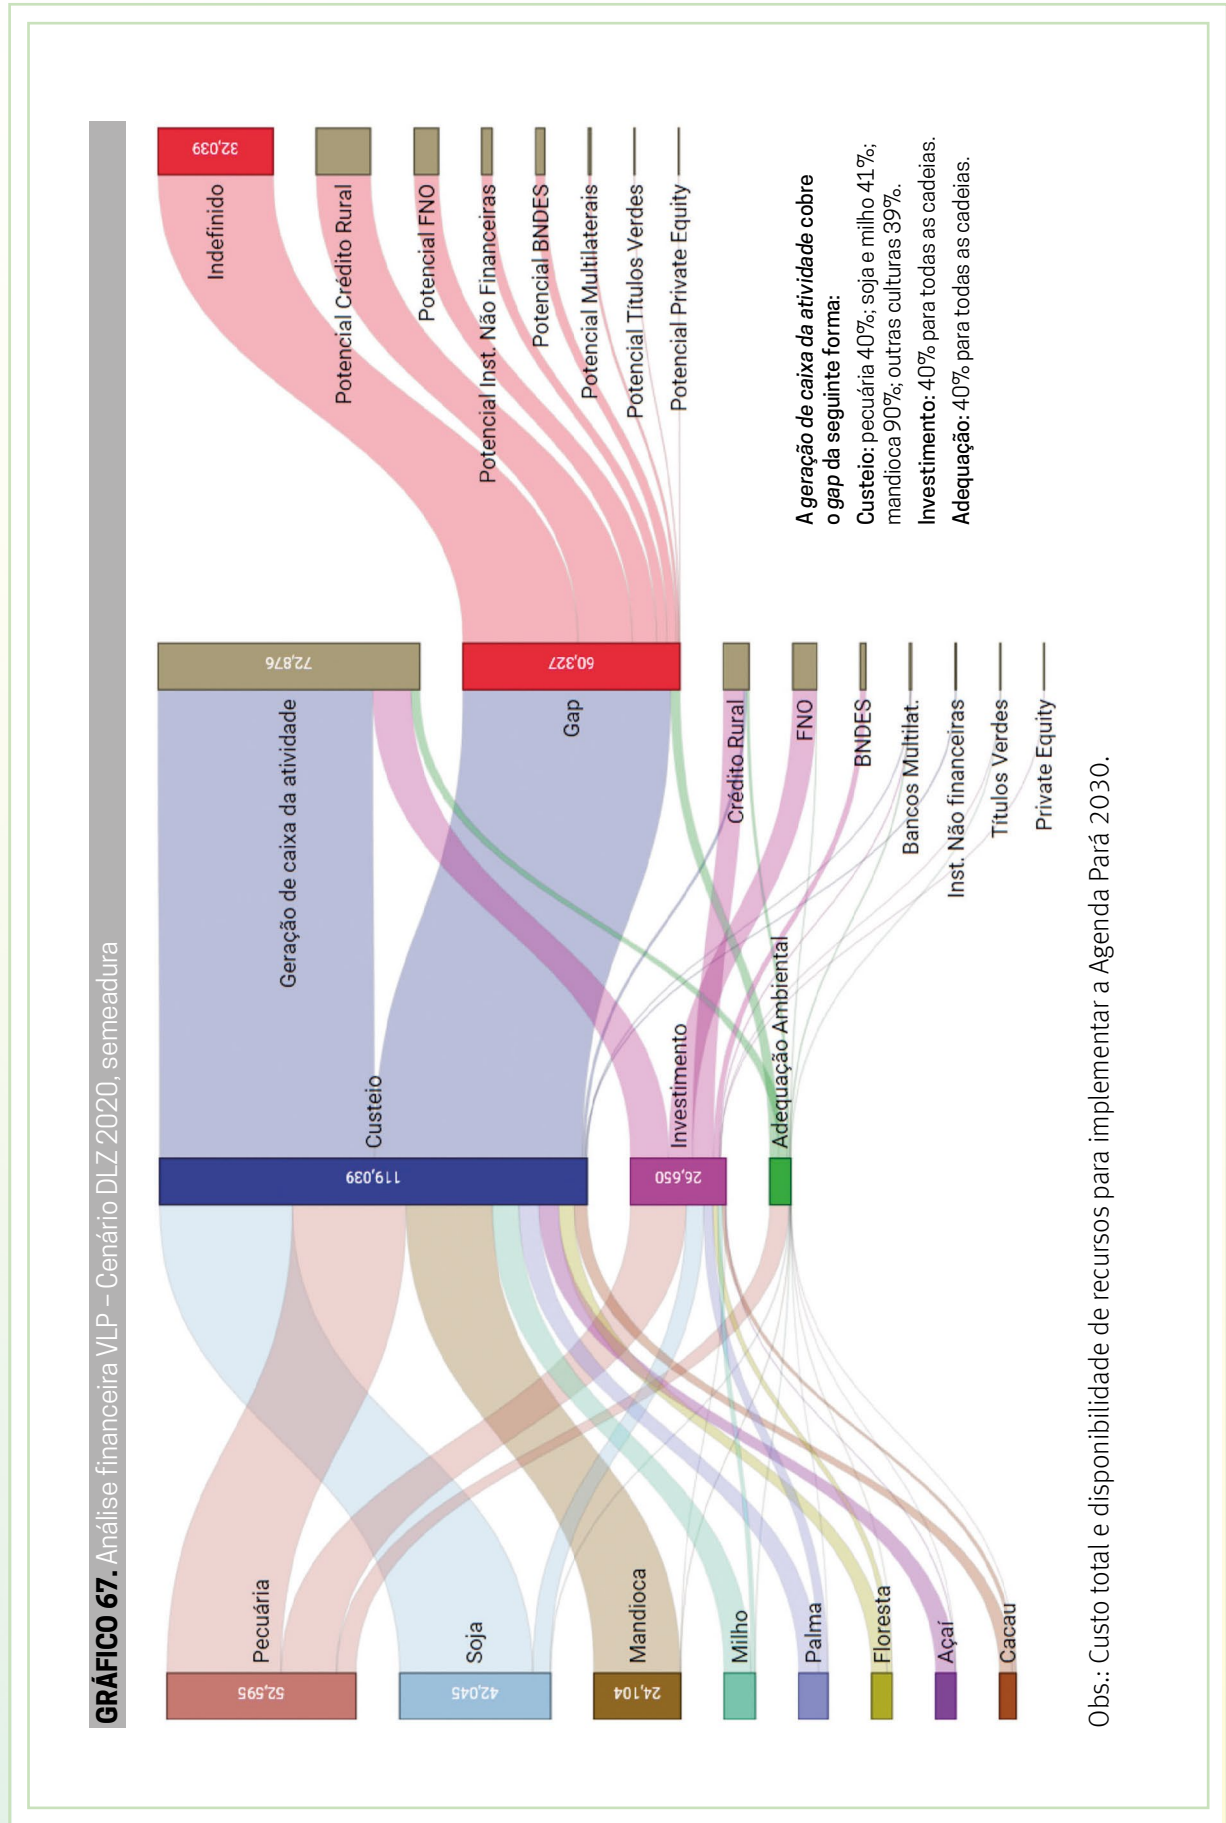 GRÁFICO 67. Análise financeira VLP – Cenário DLZ 2020, semeadura
Pecuária
52,595
Soja
42,045
Mandioca
24,104
Milho
Palma
Floresta
Açaí
Cacau
Custeio
119,039
Investimento
26,650
Adequação Ambiental
Geração de caixa da atividade
72,876
Gap
60,327
Crédito Rural
FNO
BNDES
Bancos Multilat.
Inst. Não financeiras
Títulos Verdes
Private Equity
Indefinido
32,039
Potencial Crédito Rural
Potencial FNO
Potencial Inst. Não Financeiras
Potencial BNDES
Potencial Multilaterais
Potencial Títulos Verdes
Potencial Private Equity
A geração de caixa da atividade cobre
o gap da seguinte forma:
Custeio: pecuária 40%; soja e milho 41%;
mandioca 90%; outras culturas 39%.
Investimento: 40% para todas as cadeias.
Adequação: 40% para todas as cadeias.
Obs.: Custo total e disponibilidade de recursos para implementar a Agenda Pará 2030.